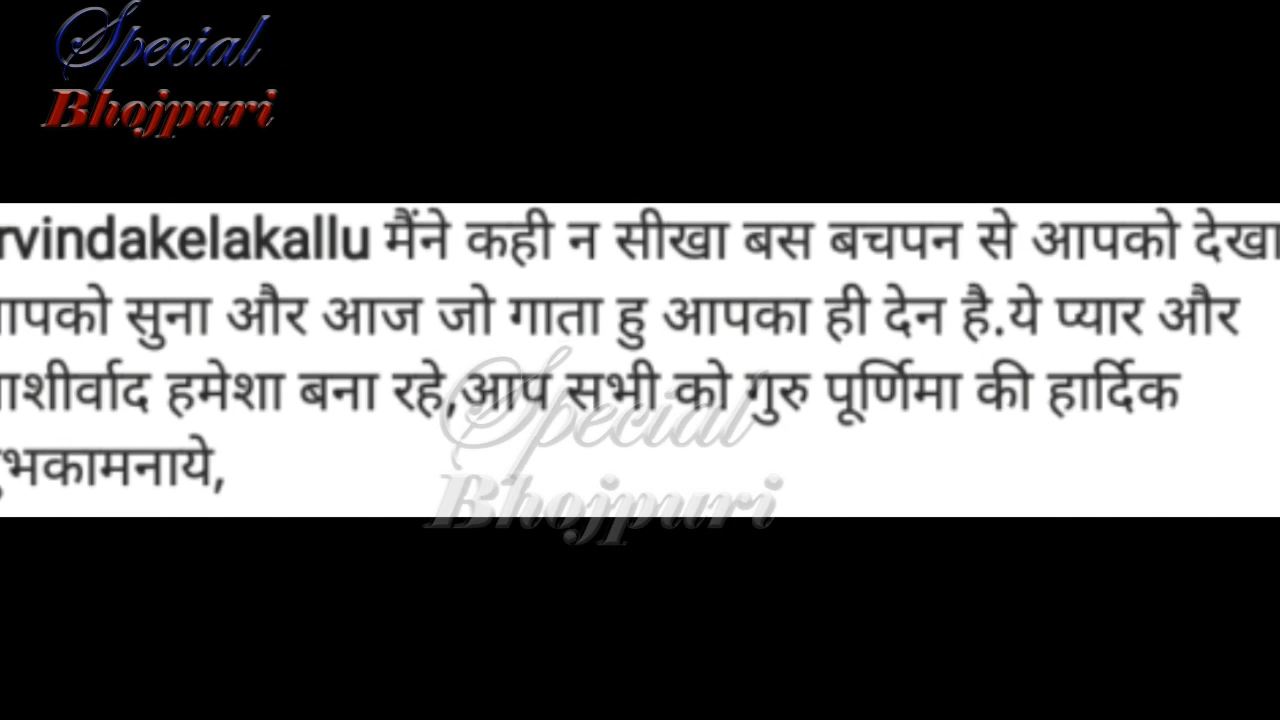 Special
Bhojpuri
rvindakelakallu मैंने कही न सीखा बस बचपन से आपको देखा
ापको सुना और आज जो गाता हु आपका ही देन है.ये प्यार और
ाशीर्वाद हमेशा बना रहे,आप सभी को गुरु पूर्णिमा की हार्दिक
ुभकामनाये,
Special
Bhojpuri